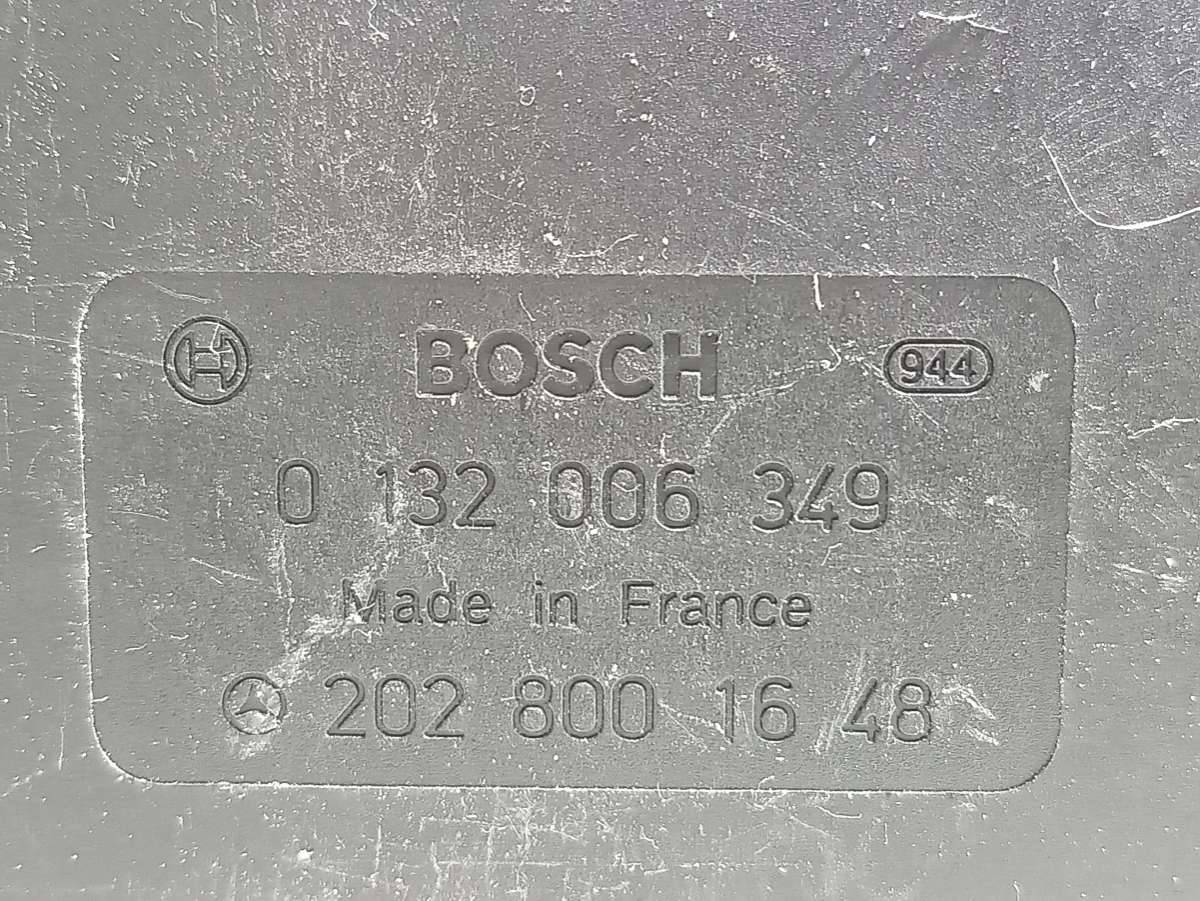 BOSCH 944
0 132 006 349
Made in France
202 800 16 48